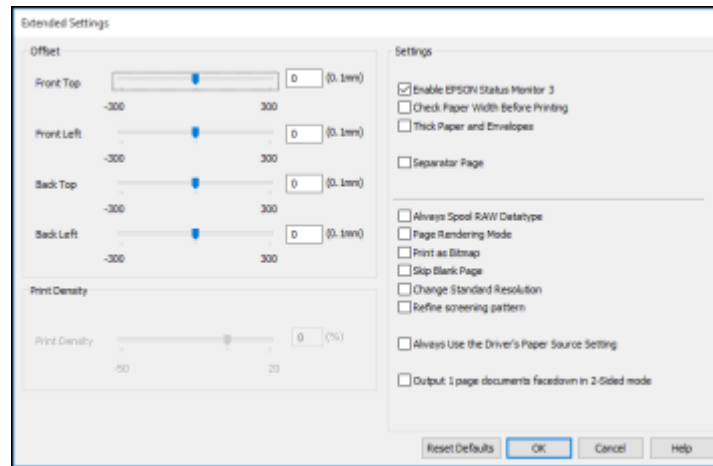 Extended Settings
Offset
Front Top
0 (0.1mm)
-300 300
Front Left
0 (0.1mm)
-300 300
Back Top
0 (0.1mm)
-300 300
Back Left
0 (0.1mm)
-300 300
Print Density
Print Density
0 (%)
-50 20
Settings
Enable EPSON Status Monitor 3
Check Paper Width Before Printing
Thick Paper and Envelopes
Separator Page
Always Spool RAW Datatype
Page Rendering Mode
Print as Bitmap
Skip Blank Page
Change Standard Resolution
Refine screening pattern
Always Use the Driver's Paper Source Setting
Output 1 page documents facedown in 2-Sided mode
Reset Defaults OK Cancel Help